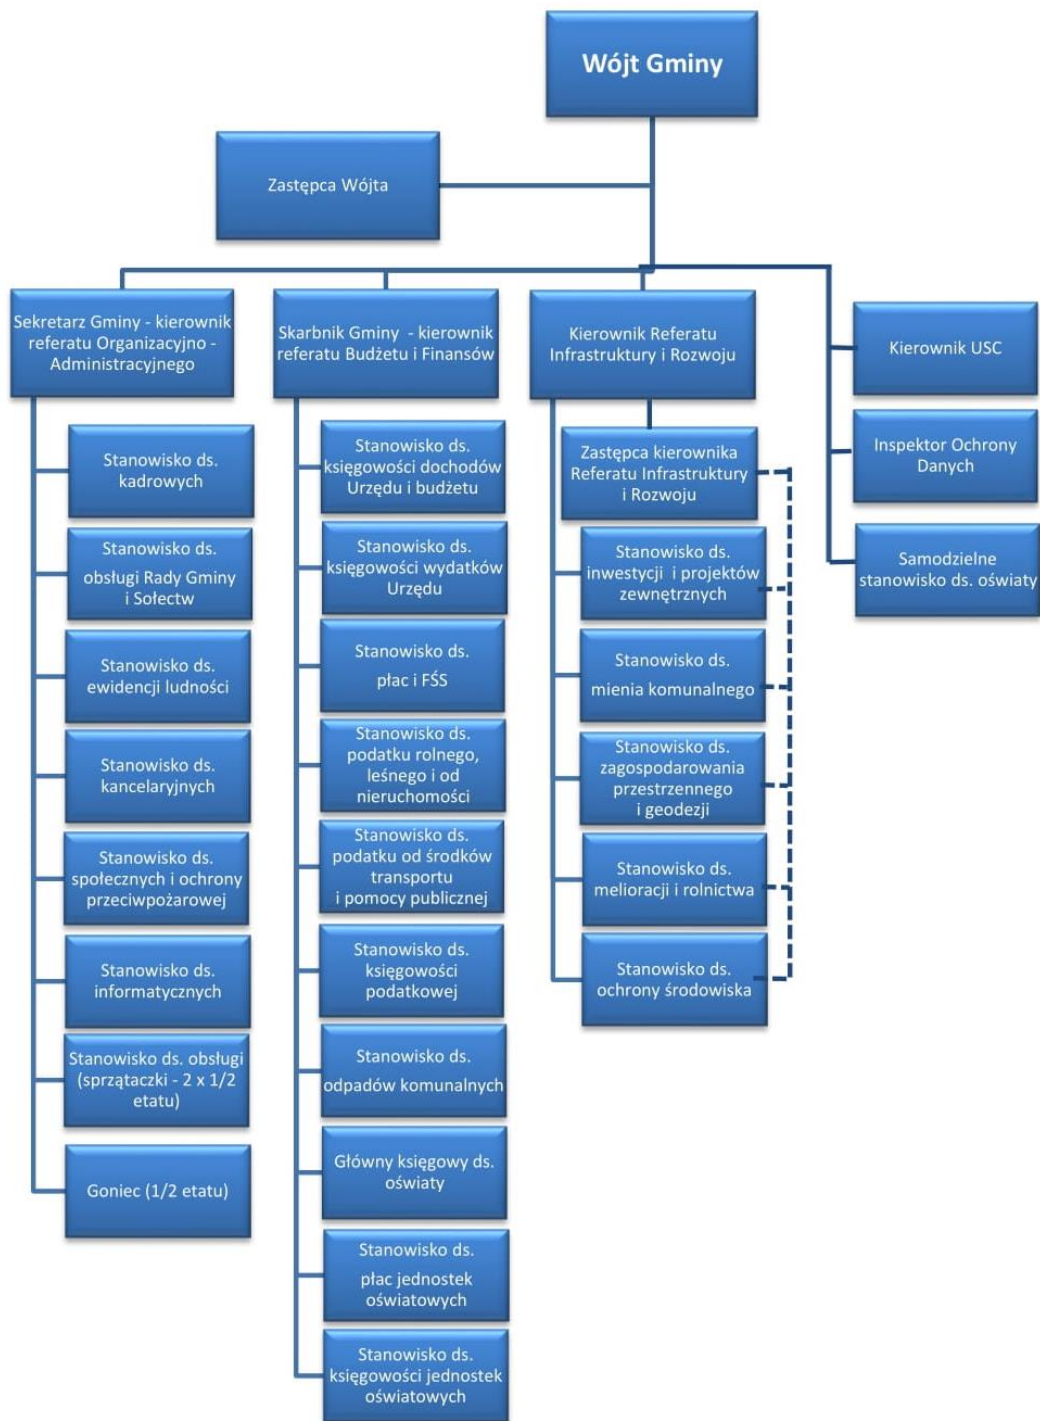 Wójt Gminy
Zastępca Wójta
Sekretarz Gminy - kierownik
referatu Organizacyjno -
Administracyjnego
Skarbnik Gminy - kierownik
referatu Budżetu i Finansów
Kierownik Referatu
Infrastruktury i Rozwoju
Kierownik USC
Inspektor Ochrony
Danych
Samodzielne
stanowisko ds. oświaty
Stanowisko ds.
kadrowych
Stanowisko ds.
obsługi Rady Gminy
i Sołectw
Stanowisko ds.
ewidencji ludności
Stanowisko ds.
kancelaryjnych
Stanowisko ds.
społecznych i ochrony
przeciwpożarowej
Stanowisko ds.
informatycznych
Stanowisko ds. obsługi
(sprzątaczki - 2 x 1/2
etatu)
Goniec (1/2 etatu)
Stanowisko ds.
księgowości dochodów
Urzędu i budżetu
Stanowisko ds.
księgowości wydatków
Urzędu
Stanowisko ds.
płac i FŚS
Stanowisko ds.
podatku rolnego,
leśnego i od
nieruchomości
Stanowisko ds.
podatku od środków
transportu
i pomocy publicznej
Stanowisko ds.
księgowości
podatkowej
Stanowisko ds.
odpadów komunalnych
Główny księgowy ds.
oświaty
Stanowisko ds.
płac jednostek
oświatowych
Stanowisko ds.
księgowości jednostek
oświatowych
Zastępca kierownika
Referatu Infrastruktury
i Rozwoju
Stanowisko ds.
inwestycji i projektów
zewnętrznych
Stanowisko ds.
mienia komunalnego
Stanowisko ds.
zagospodarowania
przestrzennego
i geodezji
Stanowisko ds.
melioracji i rolnictwa
Stanowisko ds.
ochrony środowiska